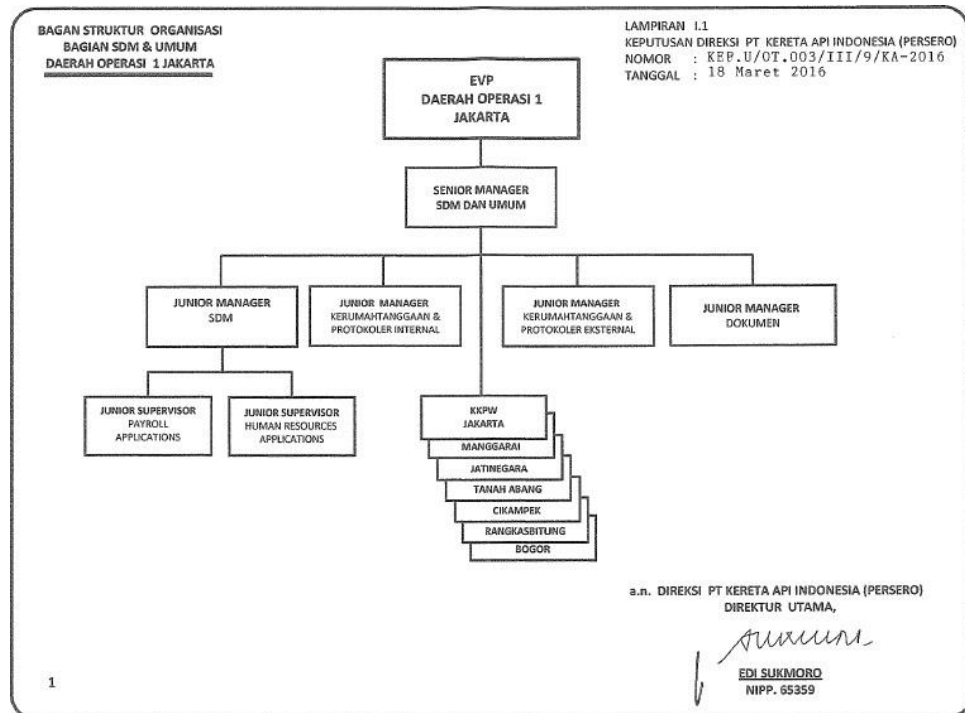 BAGAN STRUKTUR ORGANISASI
BAGIAN SDM & UMUM
DAERAH OPERASI 1 JAKARTA
LAMPIRAN I.1
KEPUTUSAN DIREKSI PT KERETA API INDONESIA (PERSERO)
NOMOR : KEP.U/OT.003/III/9/KA-2016
TANGGAL : 18 Maret 2016
EVP
DAERAH OPERASI 1
JAKARTA
SENIOR MANAGER
SDM DAN UMUM
JUNIOR MANAGER
SDM
JUNIOR MANAGER
KERUMAHTANGGAAN &
PROTOKOLER INTERNAL
JUNIOR MANAGER
KERUMAHTANGGAAN &
PROTOKOLER EKSTERNAL
JUNIOR MANAGER
DOKUMEN
JUNIOR SUPERVISOR
PAYROLL
APPLICATIONS
JUNIOR SUPERVISOR
HUMAN RESOURCES
APPLICATIONS
KKPW
JAKARTA
MANGGARAI
JATINEGARA
TANAH ABANG
CIKAMPEK
RANGKASBITUNG
BOGOR
a.n. DIREKSI PT KERETA API INDONESIA (PERSERO)
DIREKTUR UTAMA,
EDI SUKMORO
NIPP. 65359
1